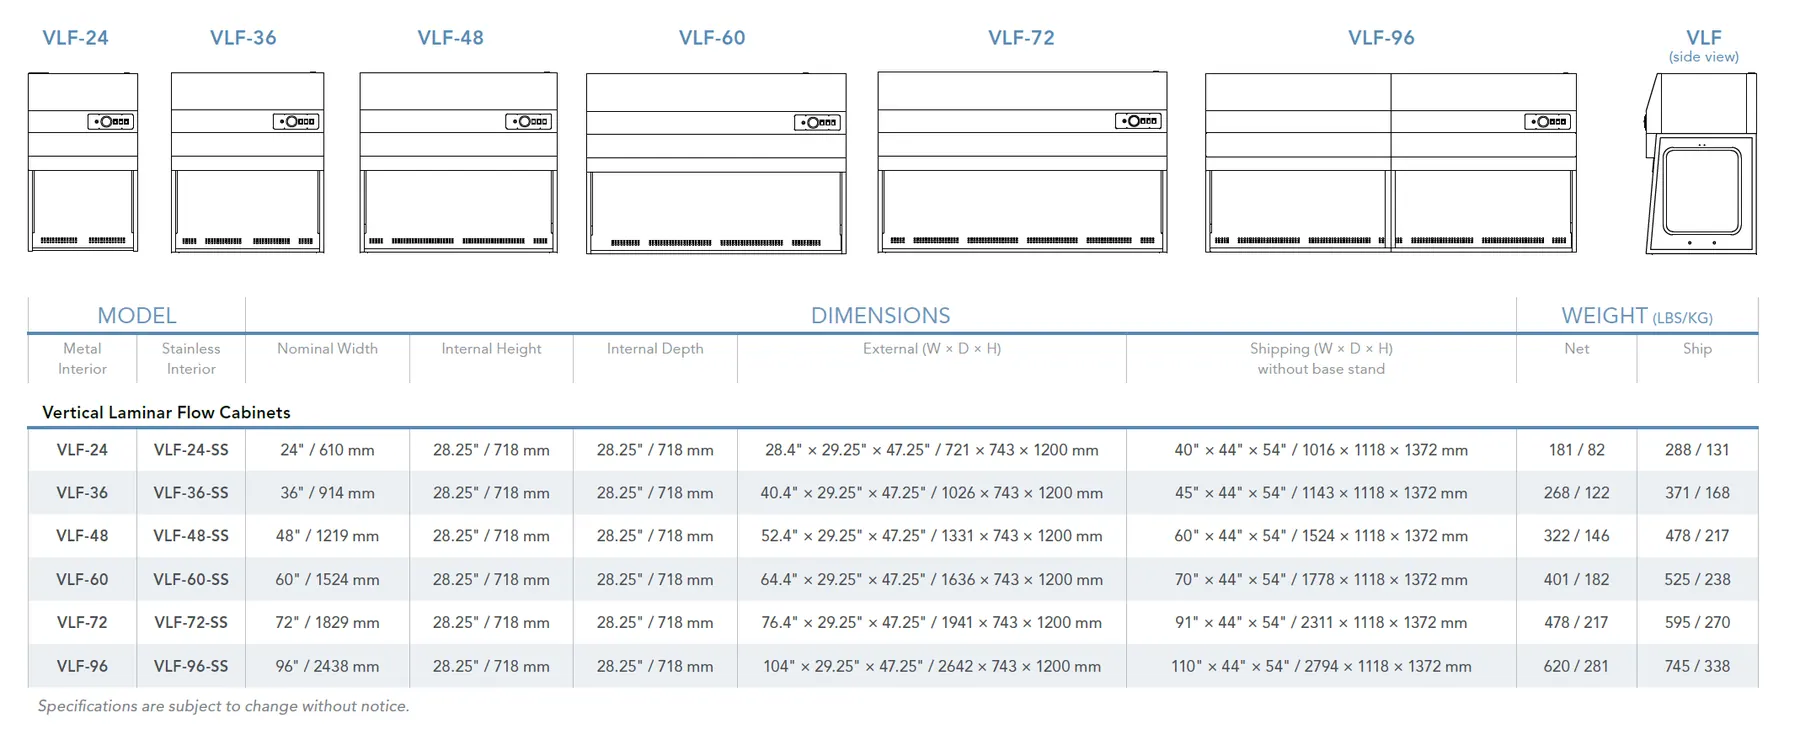 VLF-24 VLF-36 VLF-48 VLF-60 VLF-72 VLF-96 VLF
(side view)
MODEL DIMENSIONS WEIGHT (LBS/KG)
Metal Stainless Nominal Width Internal Height Internal Depth External (W × D × H) Shipping (W × D × H) Net Ship
Interior Interior without base stand
Vertical Laminar Flow Cabinets
VLF-24 VLF-24-SS 24" / 610 mm 28.25" / 718 mm 28.25" / 718 mm 28.4" × 29.25" × 47.25" / 721 × 743 × 1200 mm 40" × 44" × 54" / 1016 × 1118 × 1372 mm 181 / 82 288 / 131
VLF-36 VLF-36-SS 36" / 914 mm 28.25" / 718 mm 28.25" / 718 mm 40.4" × 29.25" × 47.25" / 1026 × 743 × 1200 mm 45" × 44" × 54" / 1143 × 1118 × 1372 mm 268 / 122 371 / 168
VLF-48 VLF-48-SS 48" / 1219 mm 28.25" / 718 mm 28.25" / 718 mm 52.4" × 29.25" × 47.25" / 1331 × 743 × 1200 mm 60" × 44" × 54" / 1524 × 1118 × 1372 mm 322 / 146 478 / 217
VLF-60 VLF-60-SS 60" / 1524 mm 28.25" / 718 mm 28.25" / 718 mm 64.4" × 29.25" × 47.25" / 1636 × 743 × 1200 mm 70" × 44" × 54" / 1778 × 1118 × 1372 mm 401 / 182 525 / 238
VLF-72 VLF-72-SS 72" / 1829 mm 28.25" / 718 mm 28.25" / 718 mm 76.4" × 29.25" × 47.25" / 1941 × 743 × 1200 mm 91" × 44" × 54" / 2311 × 1118 × 1372 mm 478 / 217 595 / 270
VLF-96 VLF-96-SS 96" / 2438 mm 28.25" / 718 mm 28.25" / 718 mm 104" × 29.25" × 47.25" / 2642 × 743 × 1200 mm 110" × 44" × 54" / 2794 × 1118 × 1372 mm 620 / 281 745 / 338
Specifications are subject to change without notice.